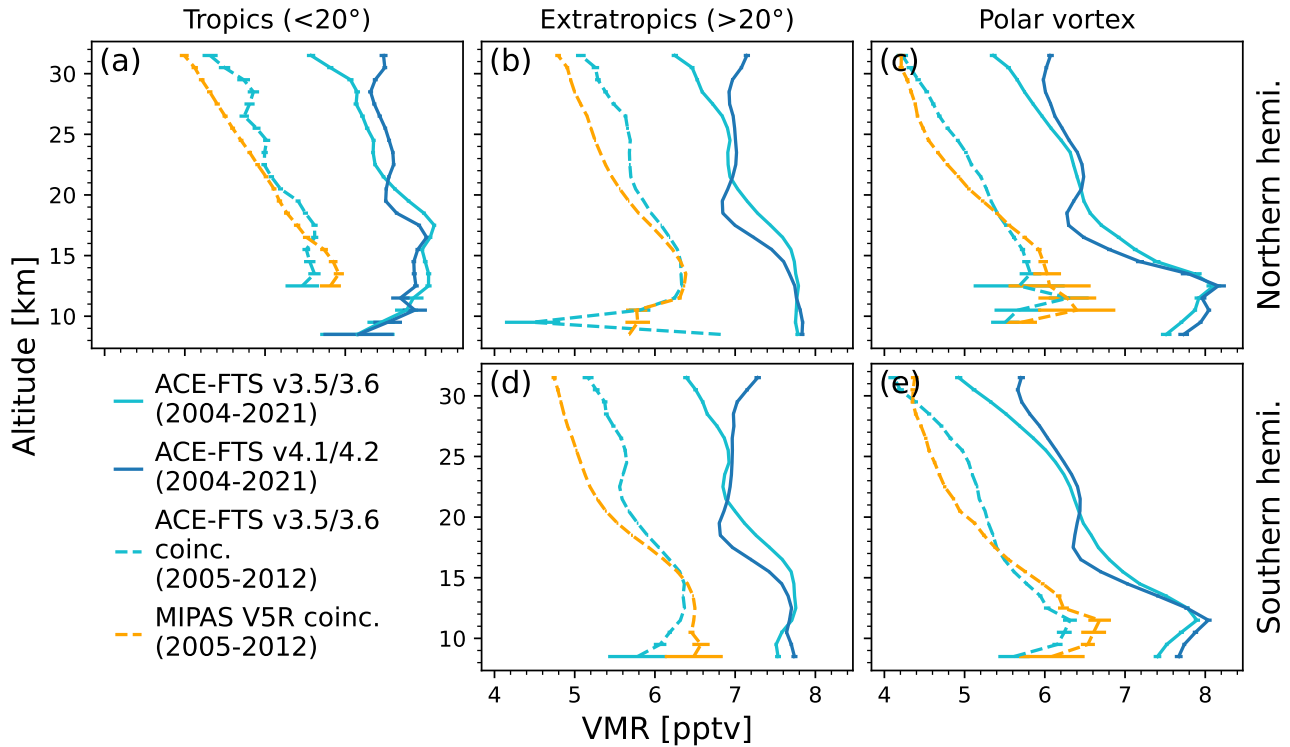 Tropics (<20°) Extratropics (>20°) Polar vortex
(a) (b) (c)
30
25
20
15
10
Northern hemi.
Altitude [km]
ACE-FTS v3.5/3.6
(2004-2021)
ACE-FTS v4.1/4.2
(2004-2021)
ACE-FTS v3.5/3.6
coinc.
(2005-2012)
MIPAS V5R coinc.
(2005-2012)
(d) (e)
30
25
20
15
10
Southern hemi.
4 5 6 7 8 4 5 6 7 8
VMR [pptv]